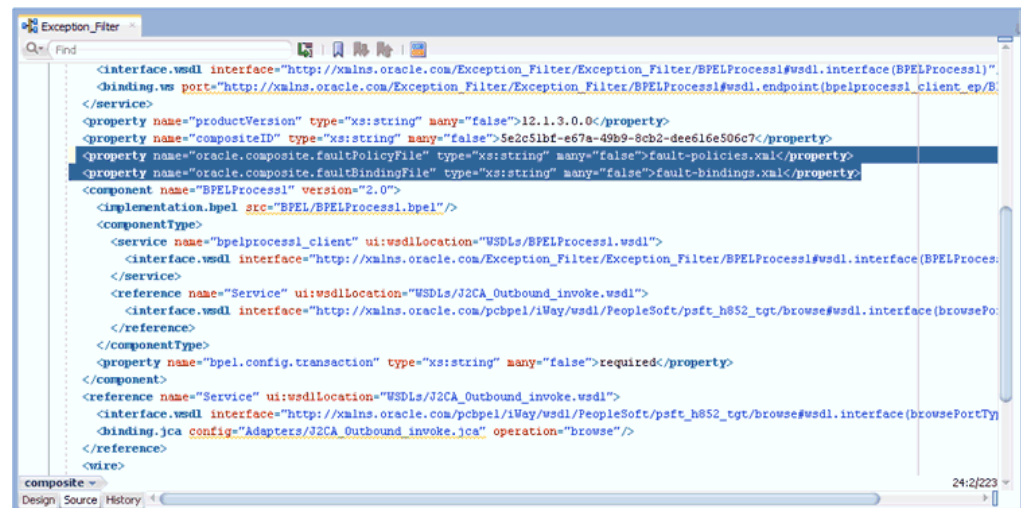 Exception_Filter
Find
<interface.wsdl interface="http://xmlns.oracle.com/Exception_Filter/Exception_Filter/BPELProcess1#wsdl.interface(BPELProcess1)"
<binding.ws port="http://xmlns.oracle.com/Exception_Filter/Exception_Filter/BPELProcess1#wsdl.endpoint(bpelprocess1_client_ep/B
</service>
<property name="productVersion" type="xs:string" many="false">12.1.3.0.0</property>
<property name="compositeID" type="xs:string" many="false">5e2c51bf-e67a-49b9-8cb2-dee616e506c7</property>
<property name="oracle.composite.faultPolicyFile" type="xs:string" many="false">fault-policies.xml</property>
<property name="oracle.composite.faultBindingFile" type="xs:string" many="false">fault-bindings.xml</property>
<component name="BPELProcess1" version="2.0">
<implementation.bpel src="BPEL/BPELProcess1.bpel"/>
<componentType>
<service name="bpelprocess1_client" ui:wsdlLocation="WSDLs/BPELProcess1.wsdl">
<interface.wsdl interface="http://xmlns.oracle.com/Exception_Filter/Exception_Filter/BPELProcess1#wsdl.interface(BPELProces
</service>
<reference name="Service" ui:wsdlLocation="WSDLs/J2CA_Outbound_invoke.wsdl">
<interface.wsdl interface="http://xmlns.oracle.com/pcbpel/iWay/wsdl/PeopleSoft/psft_h852_tgt/browse#wsdl.interface(browsePo
</reference>
</componentType>
<property name="bpel.config.transaction" type="xs:string" many="false">required</property>
</component>
<reference name="Service" ui:wsdlLocation="WSDLs/J2CA_Outbound_invoke.wsdl">
<interface.wsdl interface="http://xmlns.oracle.com/pcbpel/iWay/wsdl/PeopleSoft/psft_h852_tgt/browse#wsdl.interface(browsePortTyp
<binding.jca config="Adapters/J2CA_Outbound_invoke.jca" operation="browse"/>
</reference>
<wire>
composite 24:2/223
Design Source History